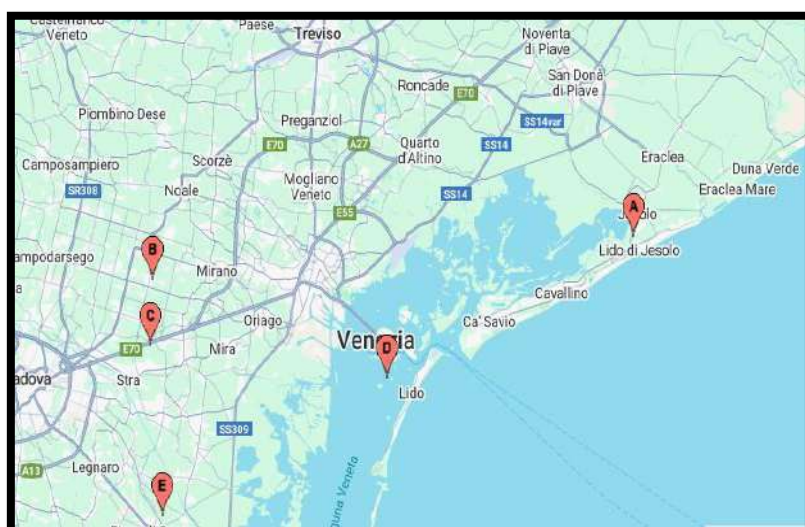 Castelfranco
Veneto
Paese
Treviso
Noventa
di Piave
Roncade
E70
San Donà
di Piave
Piombino Dese
Preganziol
E70
A27
Quarto
d'Altino
SS14
SS14var
Camposampiero
Scorzè
Eraclea
Duna Verde
SR308
Noale
Mogliano
Veneto
SS14
Eraclea Mare
E55
A
Lido di Jesolo
B
Mirano
Cavallino
C
Oriago
Ca' Savio
E70
Mira
Venezia
D
Stra
Lido
SS309
Legnaro
A13
E